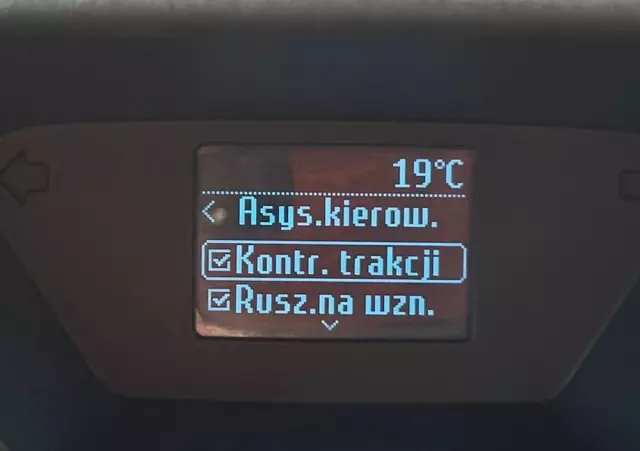 19°C
< Asys.kierow.
Kontr. trakcji
Rusz.na wzn.